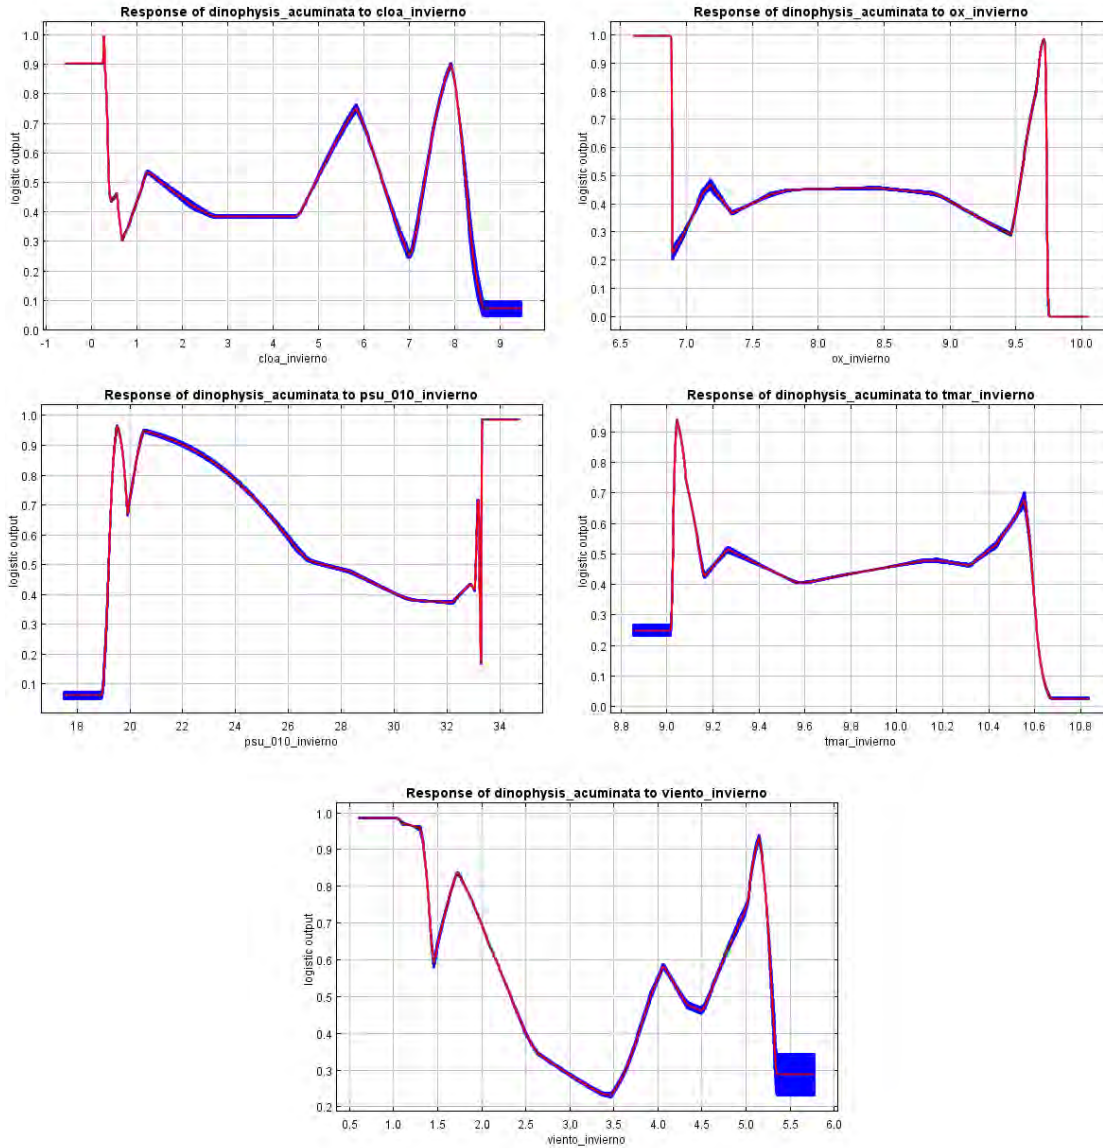 Response of dinophysis_acuminata to cloa_invierno
logistic output
1.0
0.9
0.8
0.7
0.6
0.5
0.4
0.3
0.2
0.1
0.0
-1 0 1 2 3 4 5 6 7 8 9
cloa_invierno
Response of dinophysis_acuminata to ox_invierno
logistic output
1.0
0.9
0.8
0.7
0.6
0.5
0.4
0.3
0.2
0.1
0.0
6.5 7.0 7.5 8.0 8.5 9.0 9.5 10.0
ox_invierno
Response of dinophysis_acuminata to psu_010_invierno
logistic output
1.0
0.9
0.8
0.7
0.6
0.5
0.4
0.3
0.2
0.1
18 20 22 24 26 28 30 32 34
psu_010_invierno
Response of dinophysis_acuminata to tmar_invierno
logistic output
0.9
0.8
0.7
0.6
0.5
0.4
0.3
0.2
0.1
0.0
8.8 9.0 9.2 9.4 9.6 9.8 10.0 10.2 10.4 10.6 10.8
tmar_invierno
Response of dinophysis_acuminata to viento_invierno
logistic output
1.0
0.9
0.8
0.7
0.6
0.5
0.4
0.3
0.2
0.5 1.0 1.5 2.0 2.5 3.0 3.5 4.0 4.5 5.0 5.5 6.0
viento_invierno